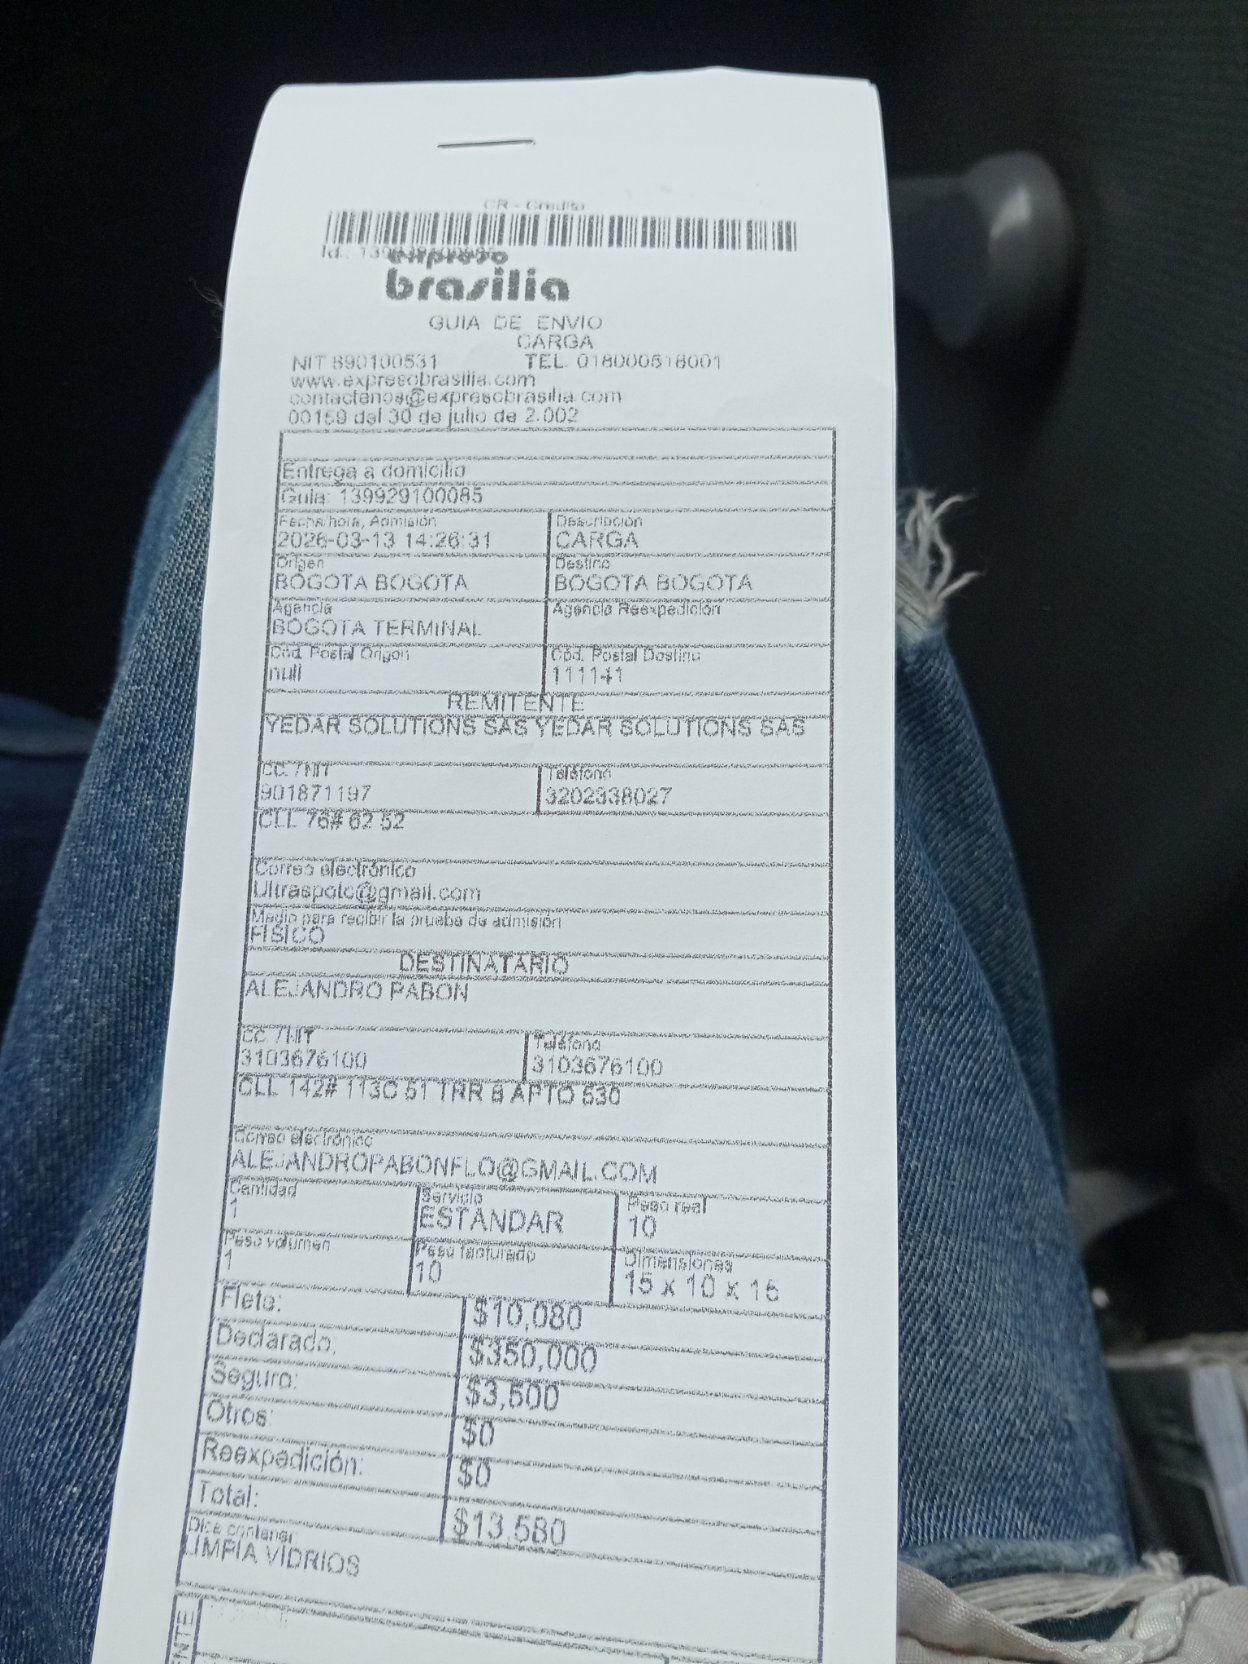 CR - Credito
Id.: 139929100085
expreso
brasilia
GUIA DE ENVIO
CARGA
NIT 890100531 TEL. 018000518001
www.expresobrasilia.com
contactenos@expresobrasilia.com
00159 del 30 de julio de 2.002
Entrega a domicilio
Guia: 139929100085
Fecha/hora, Admisión Descripción
2026-03-13 14:26:31 CARGA
Origen Destino
BOGOTA BOGOTA BOGOTA BOGOTA
Agencia Agencia Reexpedición
BOGOTA TERMINAL
Cód. Postal Origen Cód. Postal Destino
null 111141
REMITENTE
YEDAR SOLUTIONS SAS YEDAR SOLUTIONS SAS
CC. / NIT Teléfono
901871197 3202338027
CLL 76# 62 52
Correo electrónico
Ultraspotc@gmail.com
Medio para recibir la prueba de admisión
FISICO
DESTINATARIO
ALEJANDRO PABON
CC. / NIT Teléfono
3103676100 3103676100
CLL 142# 113C 51 TRR 8 APTO 530
Correo electrónico
ALEJANDROPABONFLO@GMAIL.COM
Cantidad Servicio Peso real
1 ESTANDAR 10
Peso volumen Peso facturado Dimensiones
1 10 15 x 10 x 15
Flete: $10,080
Declarado: $350,000
Seguro: $3,500
Otros: $0
Reexpedición: $0
Total: $13,580
Dice contener
LIMPIA VIDRIOS